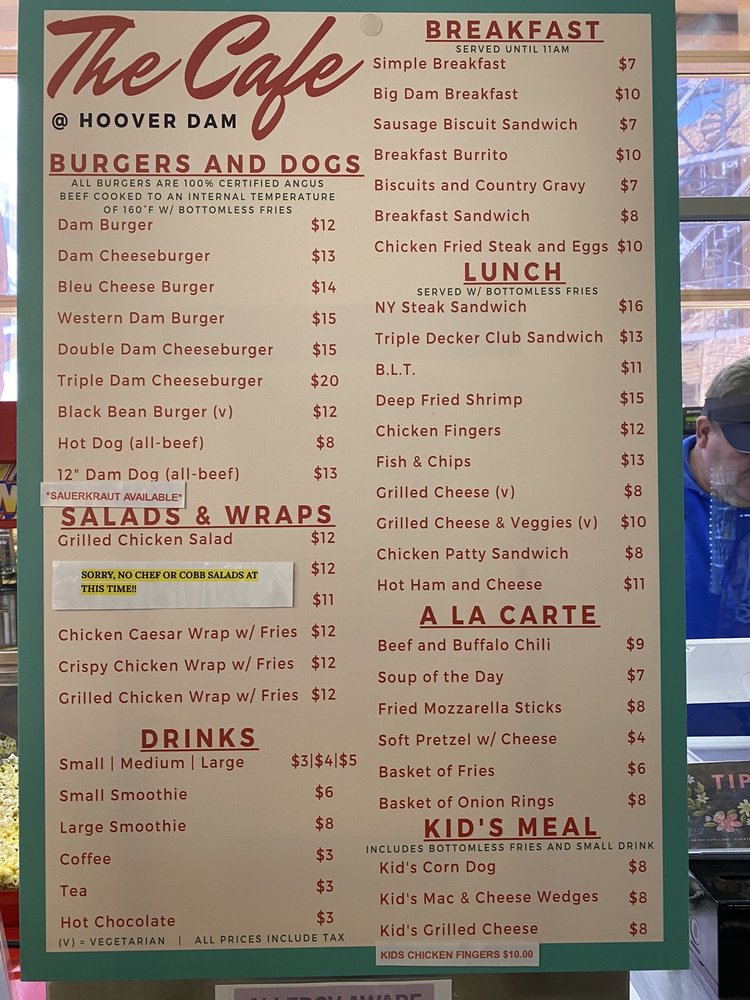 The Cafe
@ HOOVER DAM
BURGERS AND DOGS
ALL BURGERS ARE 100% CERTIFIED ANGUS
BEEF COOKED TO AN INTERNAL TEMPERATURE
OF 160°F W/ BOTTOMLESS FRIES
Dam Burger $12
Dam Cheeseburger $13
Bleu Cheese Burger $14
Western Dam Burger $15
Double Dam Cheeseburger $15
Triple Dam Cheeseburger $20
Black Bean Burger (v) $12
Hot Dog (all-beef) $8
12" Dam Dog (all-beef) $13
*SAUERKRAUT AVAILABLE*
SALADS & WRAPS
Grilled Chicken Salad $12
$12
SORRY, NO CHEF OR COBB SALADS AT
THIS TIME!!
$11
Chicken Caesar Wrap w/ Fries $12
Crispy Chicken Wrap w/ Fries $12
Grilled Chicken Wrap w/ Fries $12
DRINKS
Small | Medium | Large $3|$4|$5
Small Smoothie $6
Large Smoothie $8
Coffee $3
Tea $3
Hot Chocolate $3
(V) = VEGETARIAN | ALL PRICES INCLUDE TAX
BREAKFAST
SERVED UNTIL 11AM
Simple Breakfast $7
Big Dam Breakfast $10
Sausage Biscuit Sandwich $7
Breakfast Burrito $10
Biscuits and Country Gravy $7
Breakfast Sandwich $8
Chicken Fried Steak and Eggs $10
LUNCH
SERVED W/ BOTTOMLESS FRIES
NY Steak Sandwich $16
Triple Decker Club Sandwich $13
B.L.T. $11
Deep Fried Shrimp $15
Chicken Fingers $12
Fish & Chips $13
Grilled Cheese (v) $8
Grilled Cheese & Veggies (v) $10
Chicken Patty Sandwich $8
Hot Ham and Cheese $11
A LA CARTE
Beef and Buffalo Chili $9
Soup of the Day $7
Fried Mozzarella Sticks $8
Soft Pretzel w/ Cheese $4
Basket of Fries $6
Basket of Onion Rings $8
KID'S MEAL
INCLUDES BOTTOMLESS FRIES AND SMALL DRINK
Kid's Corn Dog $8
Kid's Mac & Cheese Wedges $8
Kid's Grilled Cheese $8
KIDS CHICKEN FINGERS $10.00
ALLERGY AWARE
TIP